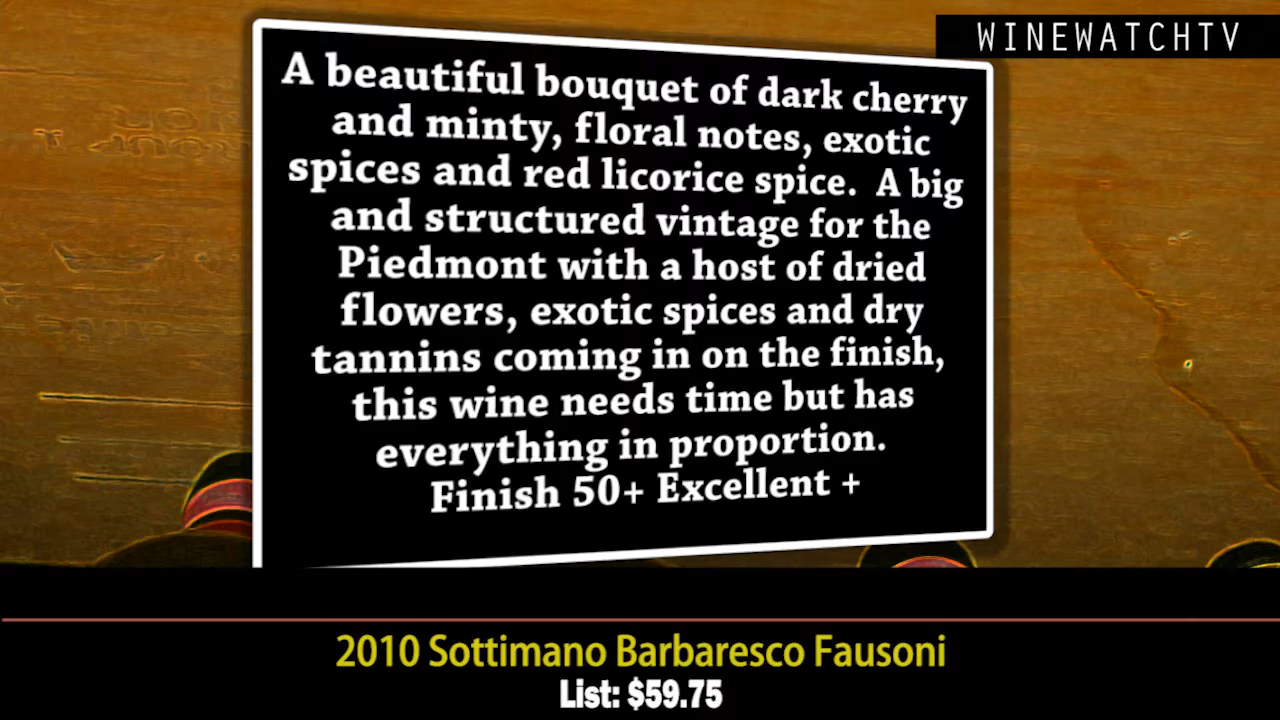 WINEWATCHTV
A beautiful bouquet of dark cherry
and minty, floral notes, exotic
spices and red licorice spice. A big
and structured vintage for the
Piedmont with a host of dried
flowers, exotic spices and dry
tannins coming in on the finish,
this wine needs time but has
everything in proportion.
Finish 50+ Excellent +
2010 Sottimano Barbaresco Fausoni
List: $59.75